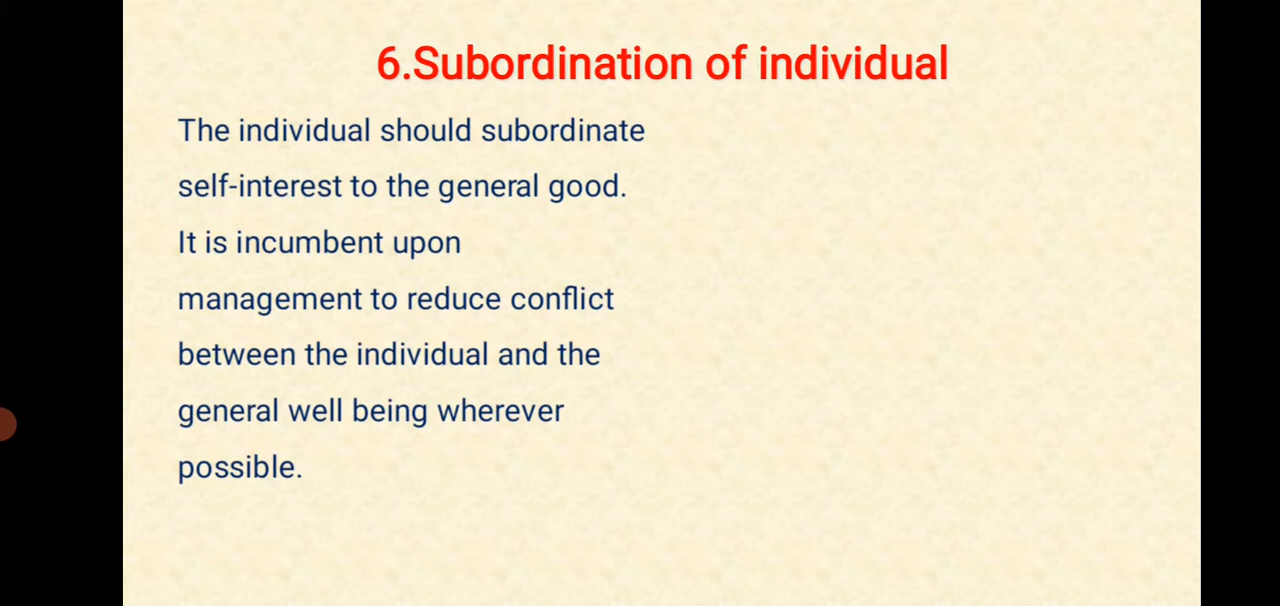 6.Subordination of individual
The individual should subordinate
self-interest to the general good.
It is incumbent upon
management to reduce conflict
between the individual and the
general well being wherever
possible.